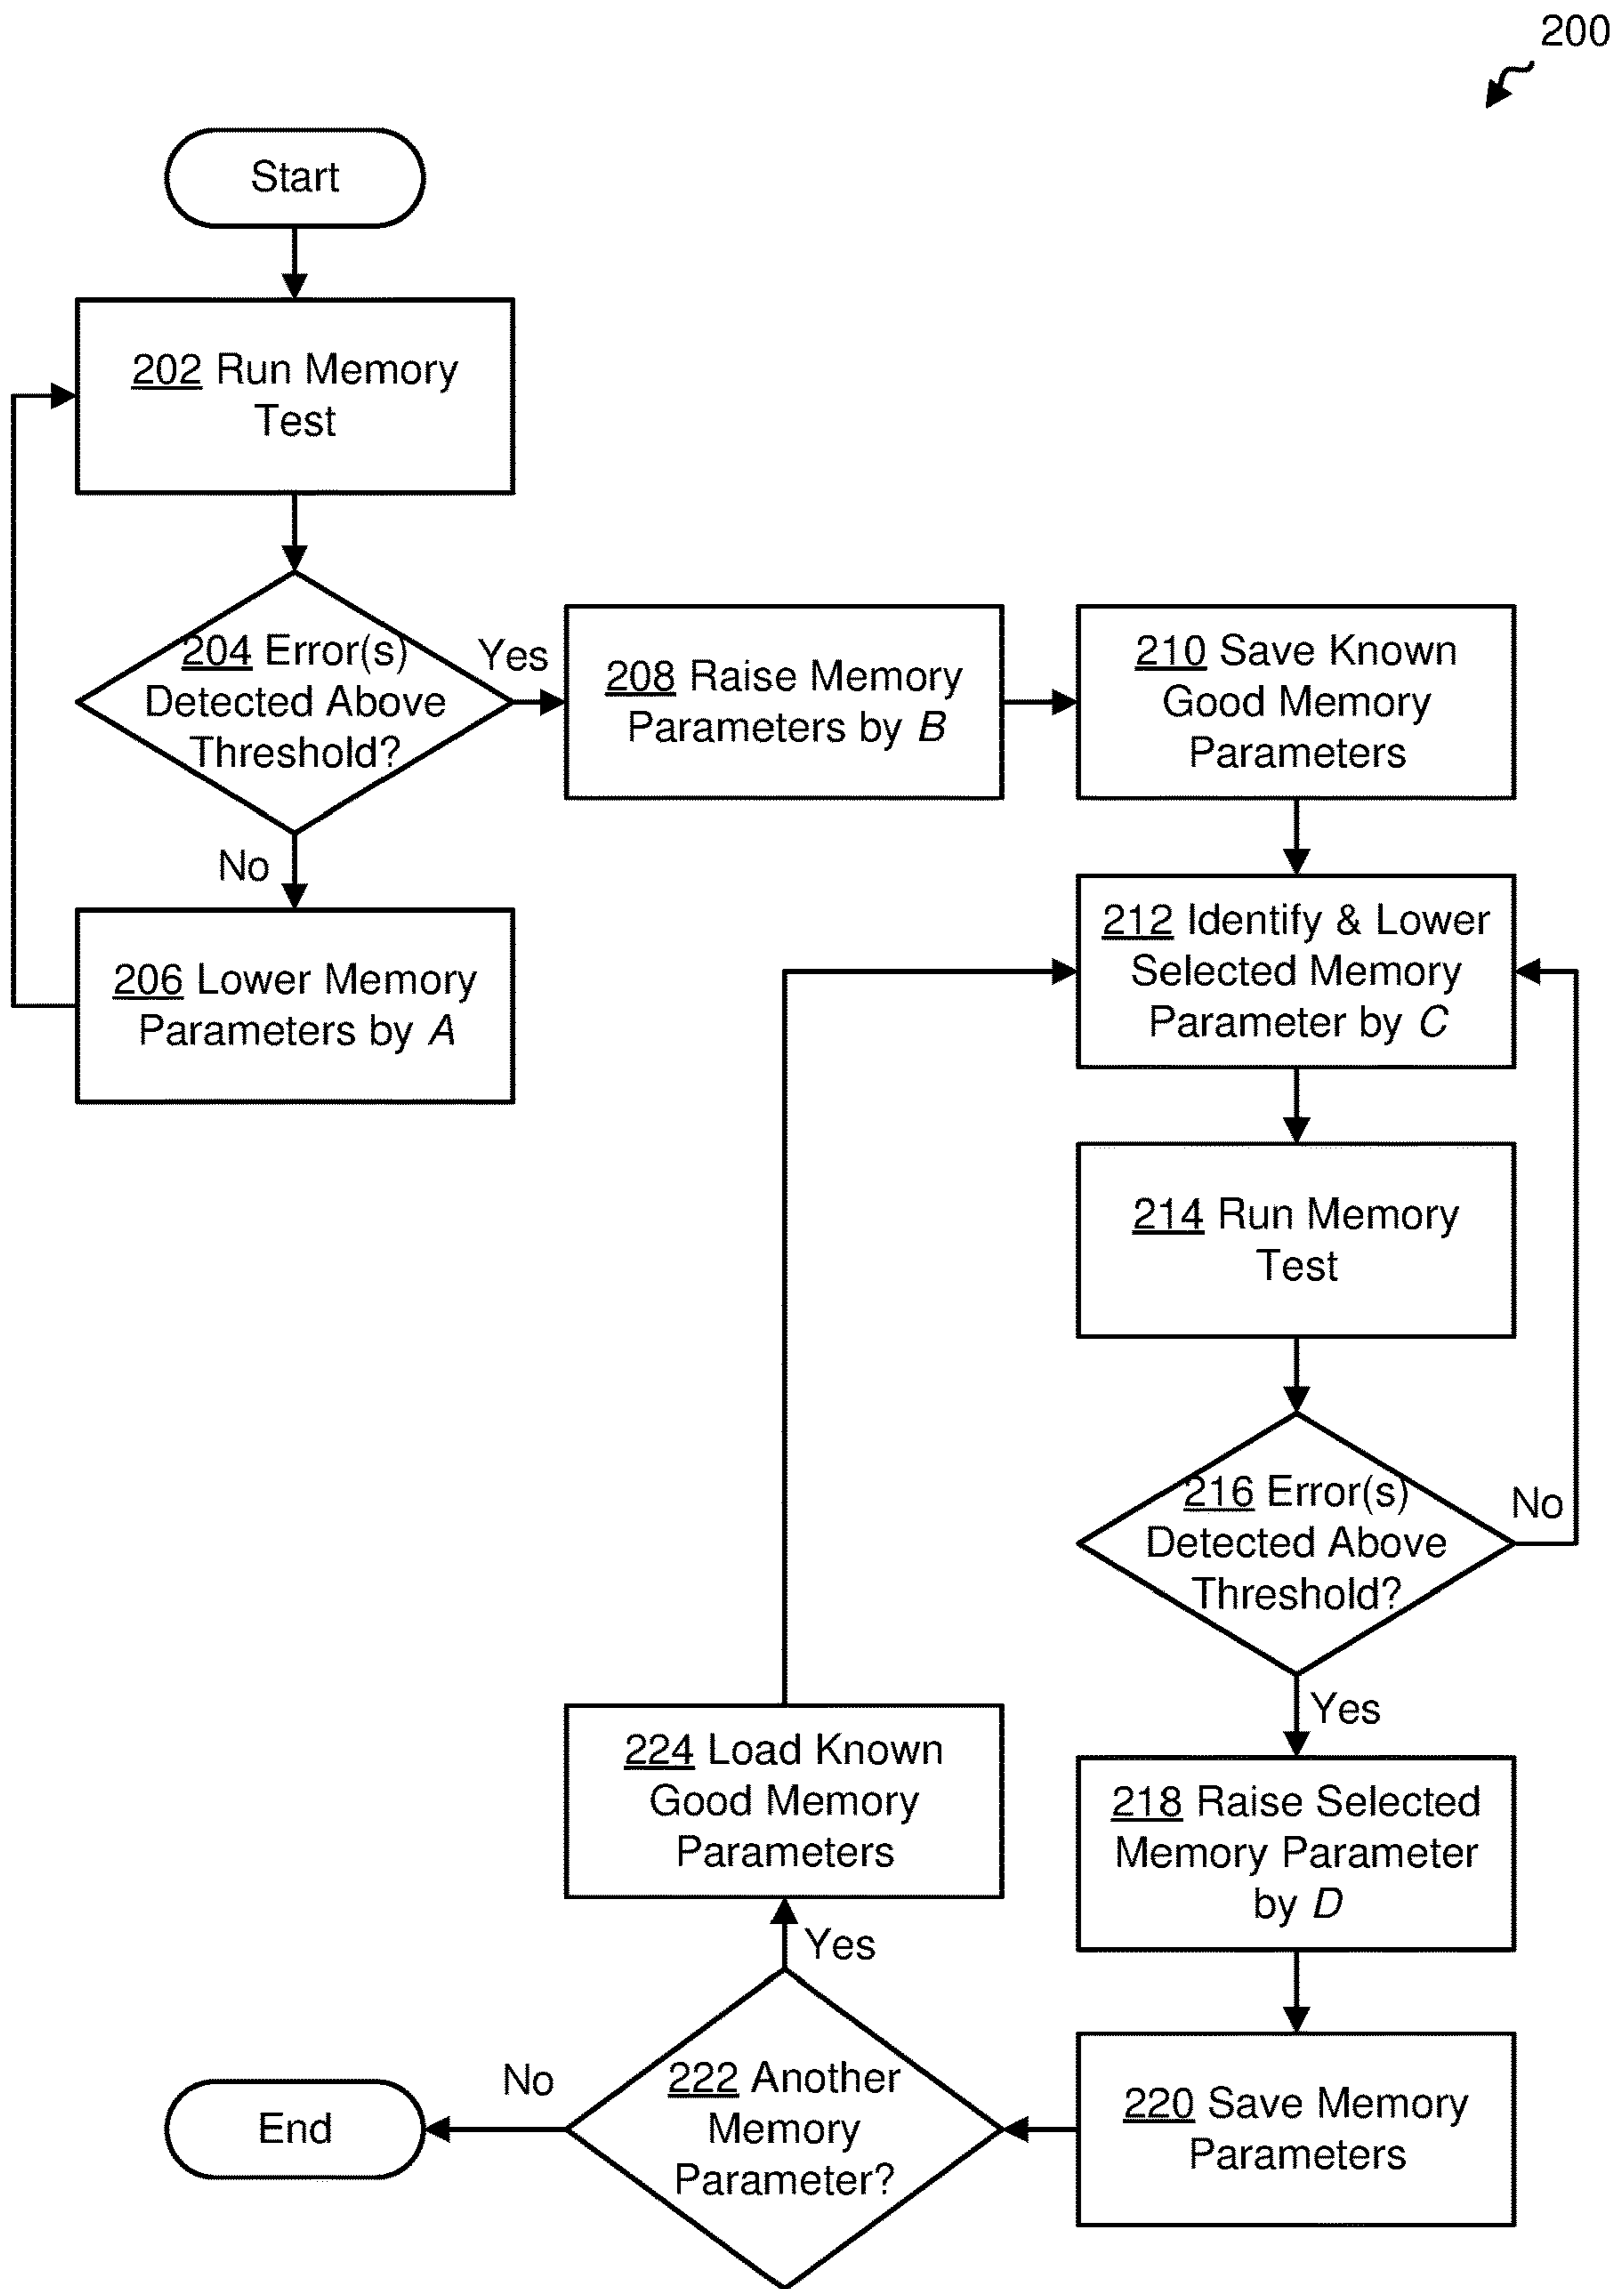 200
Start
202 Run Memory
Test
204 Error(s)
Detected Above
Threshold?
Yes
No
206 Lower Memory
Parameters by A
208 Raise Memory
Parameters by B
210 Save Known
Good Memory
Parameters
212 Identify & Lower
Selected Memory
Parameter by C
214 Run Memory
Test
216 Error(s)
Detected Above
Threshold?
No
Yes
218 Raise Selected
Memory Parameter
by D
220 Save Memory
Parameters
222 Another
Memory
Parameter?
Yes
No
224 Load Known
Good Memory
Parameters
End